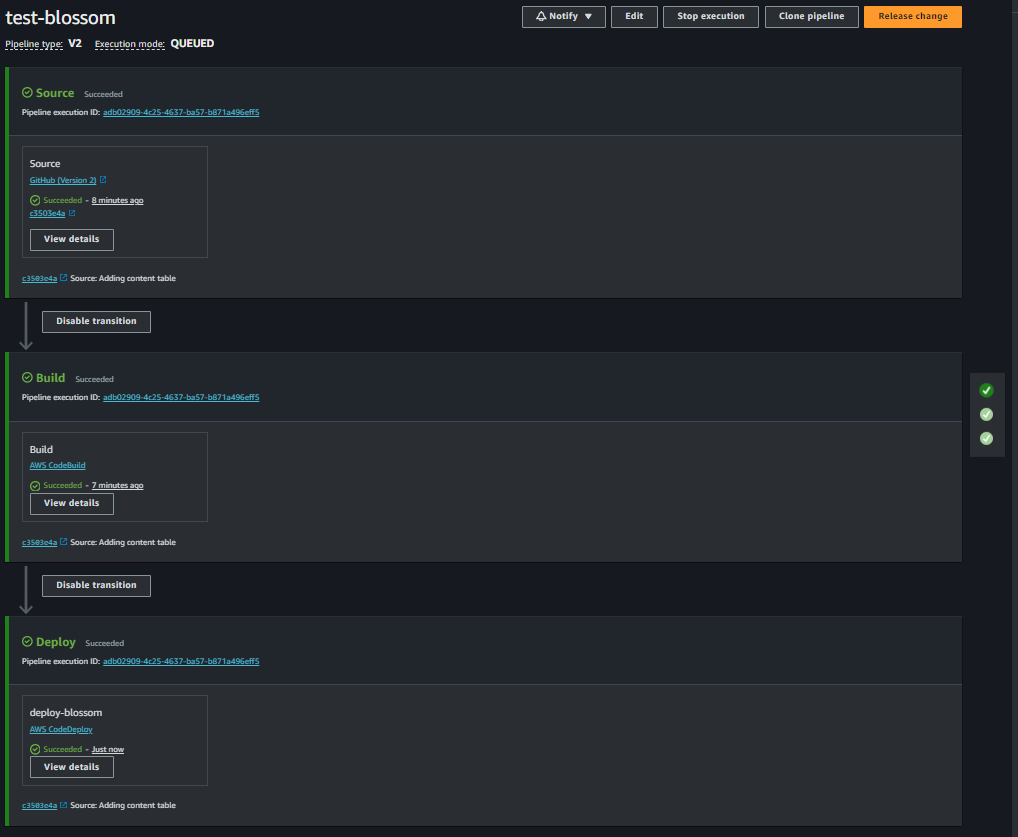 test-blossom
Notify ▼ Edit Stop execution Clone pipeline Release change
Pipeline type: V2 Execution mode: QUEUED
Source Succeeded
Pipeline execution ID: adb02909-4c25-4637-ba57-b871a496eff5
Source
GitHub (Version 2)
Succeeded - 8 minutes ago
c3503e4a
View details
c3503e4a Source: Adding content table
Disable transition
Build Succeeded
Pipeline execution ID: adb02909-4c25-4637-ba57-b871a496eff5
Build
AWS CodeBuild
Succeeded - 7 minutes ago
View details
c3503e4a Source: Adding content table
Disable transition
Deploy Succeeded
Pipeline execution ID: adb02909-4c25-4637-ba57-b871a496eff5
deploy-blossom
AWS CodeDeploy
Succeeded - Just now
View details
c3503e4a Source: Adding content table